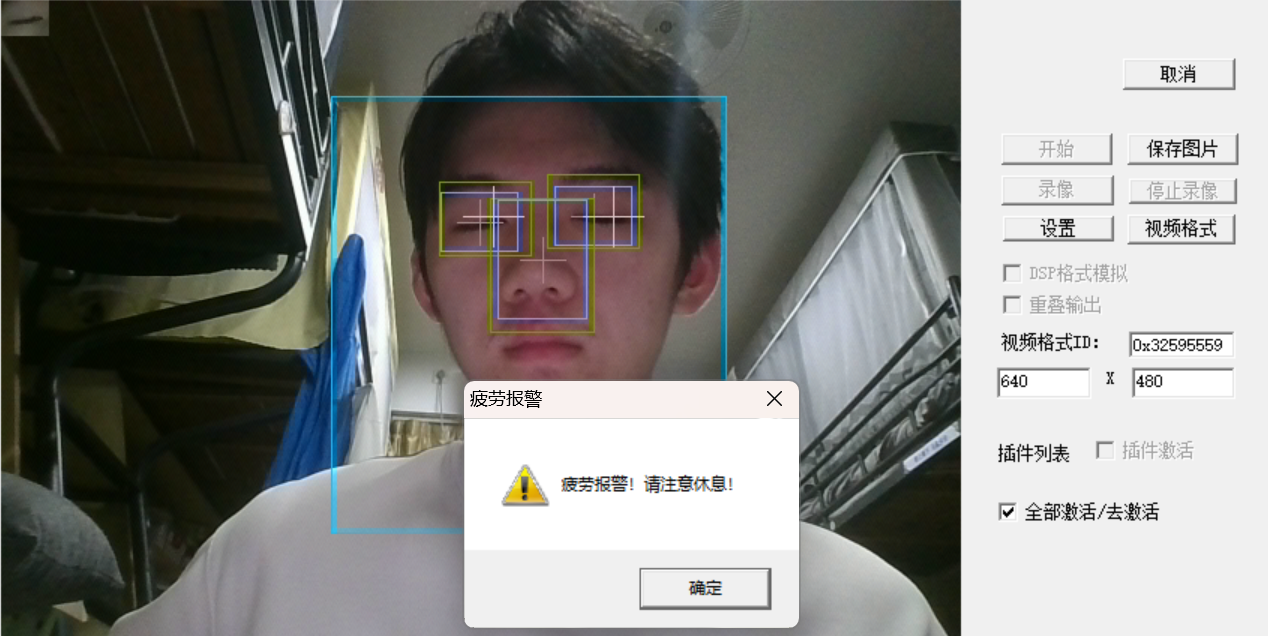 取消
开始
保存图片
录像
停止录像
设置
视频格式
DSP格式模拟
重叠输出
视频格式ID:
0x32595559
640
X
480
插件列表
插件激活
全部激活/去激活
疲劳报警
疲劳报警！请注意休息！
确定